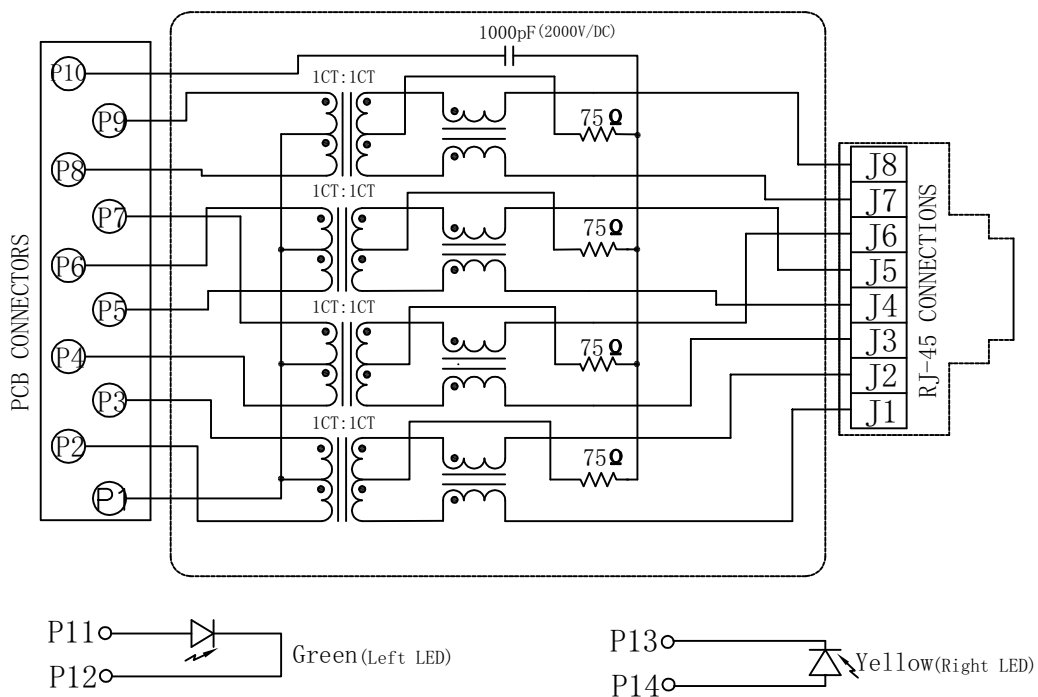 1000pF(2000V/DC)
P10
1CT:1CT
P9
75Ω
P8
1CT:1CT
P7
75Ω
P6
P5
1CT:1CT
P4
75Ω
P3
1CT:1CT
P2
75Ω
P1
PCB CONNECTORS
J8
J7
J6
J5
J4
J3
J2
J1
RJ-45 CONNECTIONS
P11
P12
Green(Left LED)
P13
P14
Yellow(Right LED)